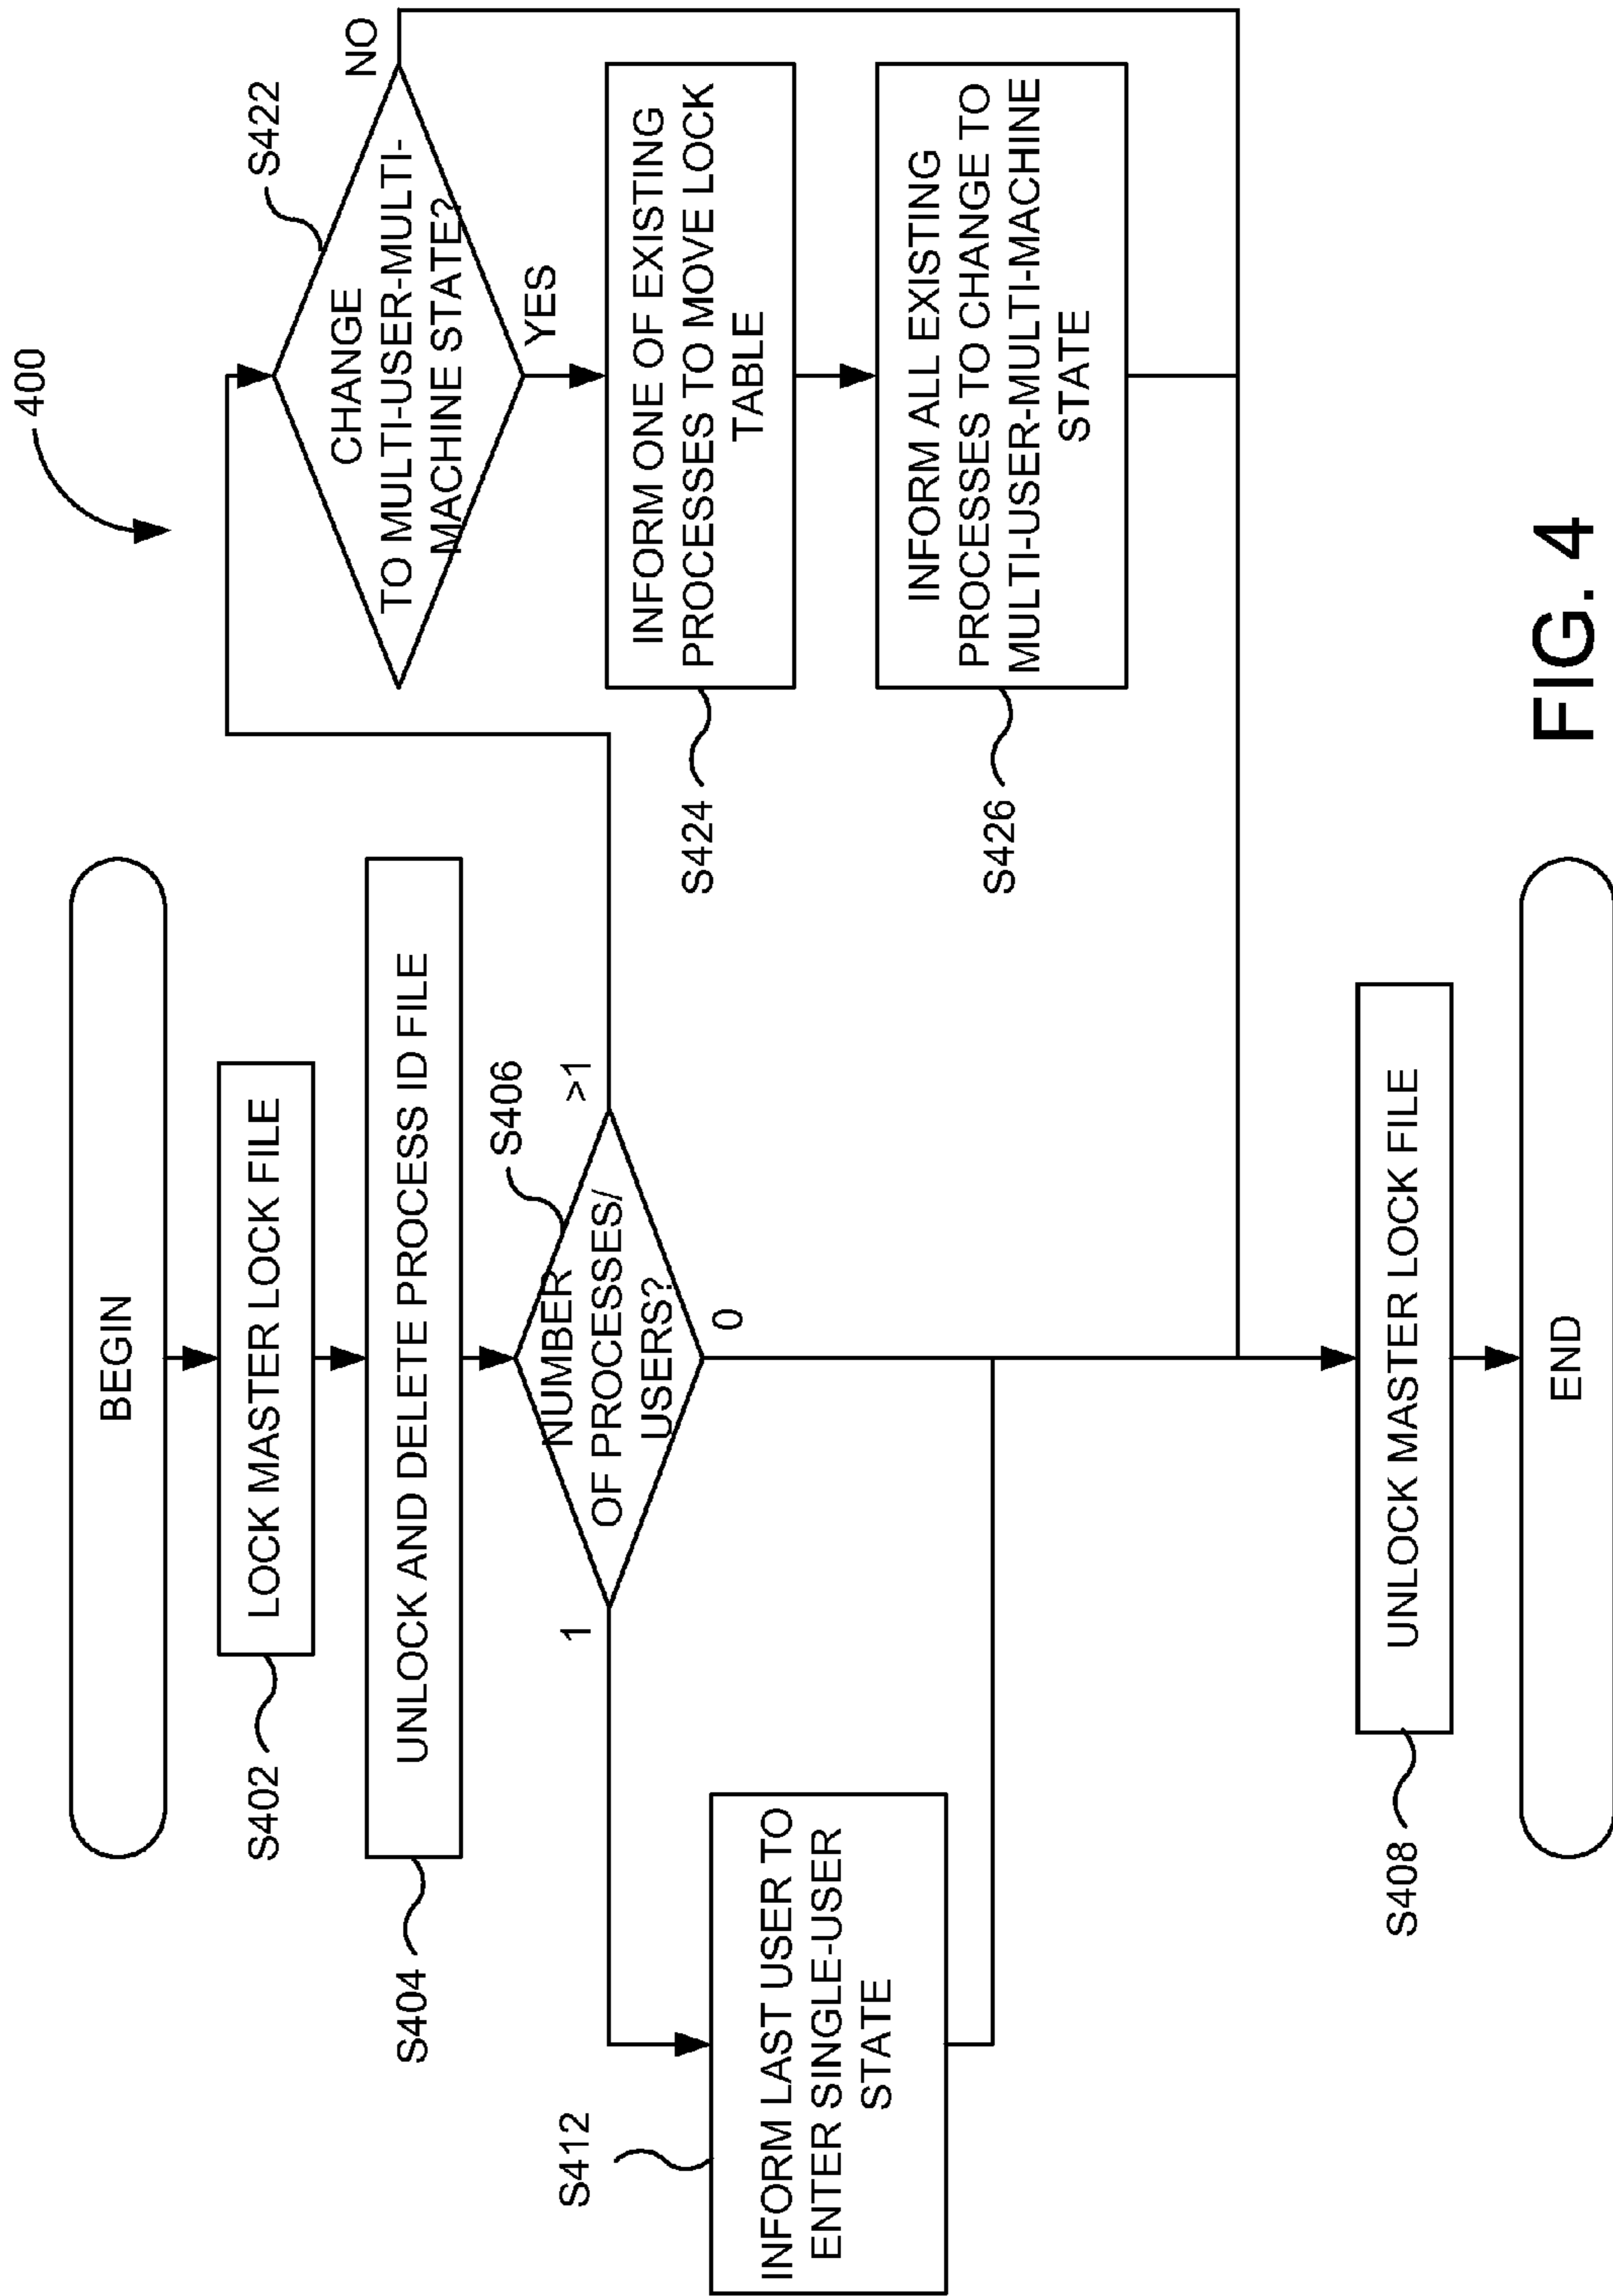 400
BEGIN
S402
LOCK MASTER LOCK FILE
S404
UNLOCK AND DELETE PROCESS ID FILE
S406
NUMBER
OF PROCESSES/
USERS?
1
0
>1
S412
INFORM LAST USER TO
ENTER SINGLE-USER
STATE
S422
CHANGE
TO MULTI-USER-MULTI-
MACHINE STATE?
NO
YES
S424
INFORM ONE OF EXISTING
PROCESSES TO MOVE LOCK
TABLE
S426
INFORM ALL EXISTING
PROCESSES TO CHANGE TO
MULTI-USER-MULTI-MACHINE
STATE
S408
UNLOCK MASTER LOCK FILE
END
FIG. 4